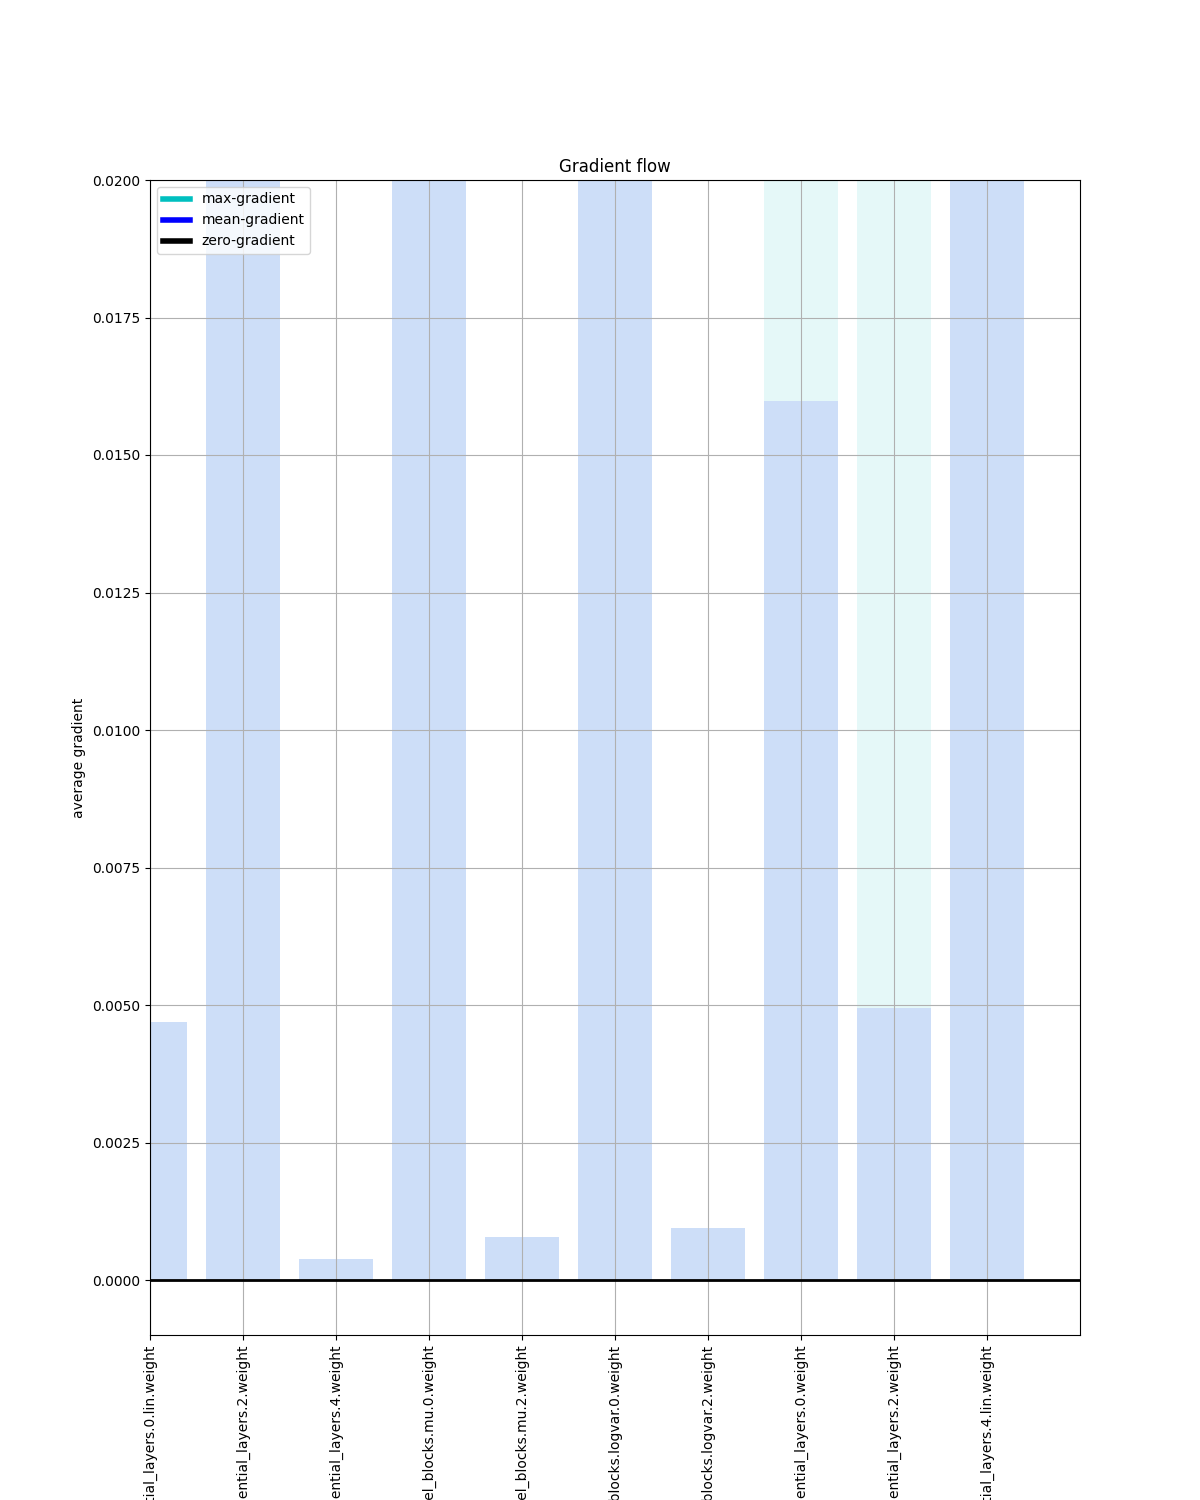 Gradient flow
max-gradient
mean-gradient
zero-gradient
0.0200
0.0175
0.0150
0.0125
0.0100
0.0075
0.0050
0.0025
0.0000
average gradient
tial_layers.0.lin.weight
ential_layers.2.weight
ential_layers.4.weight
el_blocks.mu.0.weight
el_blocks.mu.2.weight
blocks.logvar.0.weight
blocks.logvar.2.weight
ential_layers.0.weight
ential_layers.2.weight
tial_layers.4.lin.weight